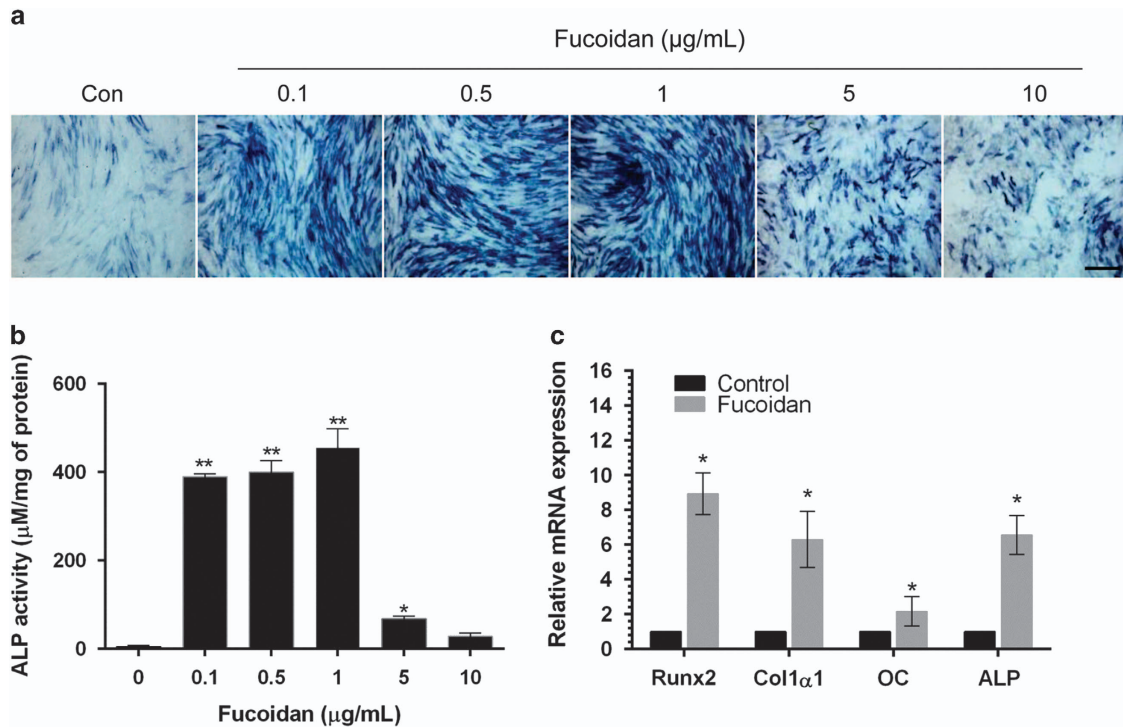 a
Fucoidan (µg/mL)
Con 0.1 0.5 1 5 10
b
ALP activity (µM/mg of protein)
600
400
200
0
** ** ** *
0 0.1 0.5 1 5 10
Fucoidan (µg/mL)
c
Relative mRNA expression
16
14
12
10
8
6
4
2
0
Control
Fucoidan
* * * *
Runx2 Col1α1 OC ALP